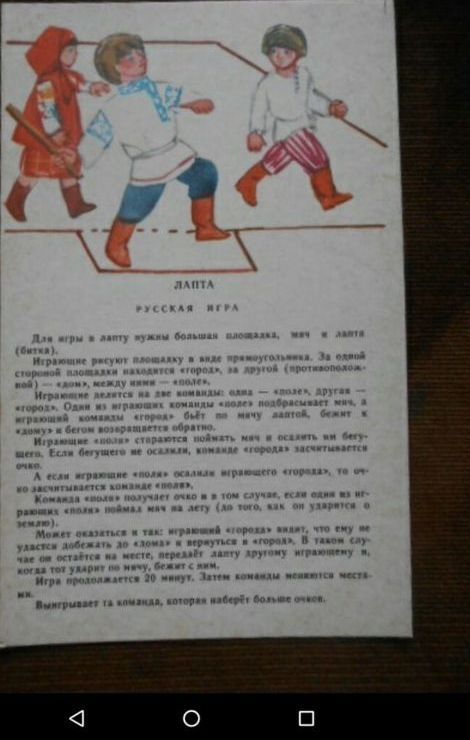 ЛАПТА
РУССКАЯ ИГРА
Для игры в лапту нужны большая площадка, мяч и лапта
(битка).
Играющие рисуют площадку в виде прямоугольника. За одной
стороной площадки находится «город», за другой (противополож-
ной) — «дом», между ними — «поле».
Играющие делятся на две команды: одна — «поле», другая —
«город». Один из играющих команды «поле» подбрасывает мяч, а
играющий команды «город» бьёт по мячу лаптой, бежит к
«дому» и бегом возвращается обратно.
Играющие «поля» стараются поймать мяч и осалить им бегу-
щего. Если бегущего не осалили, команде «города» засчитывается
очко.
А если играющие «поля» осалили играющего «города», то оч-
ко засчитывается команде «поля».
Команда «поля» получает очко и в том случае, если один из иг-
рающих «поля» поймал мяч на лету (до того, как он ударится о
землю).
Может оказаться и так: играющий «города» видит, что ему не
удастся добежать до «дома» и вернуться в «город». В таком слу-
чае он остаётся на месте, передаёт лапту другому играющему и,
когда тот ударит по мячу, бежит с ним.
Игра продолжается 20 минут. Затем команды меняются места-
ми.
Выигрывает та команда, которая наберёт больше очков.